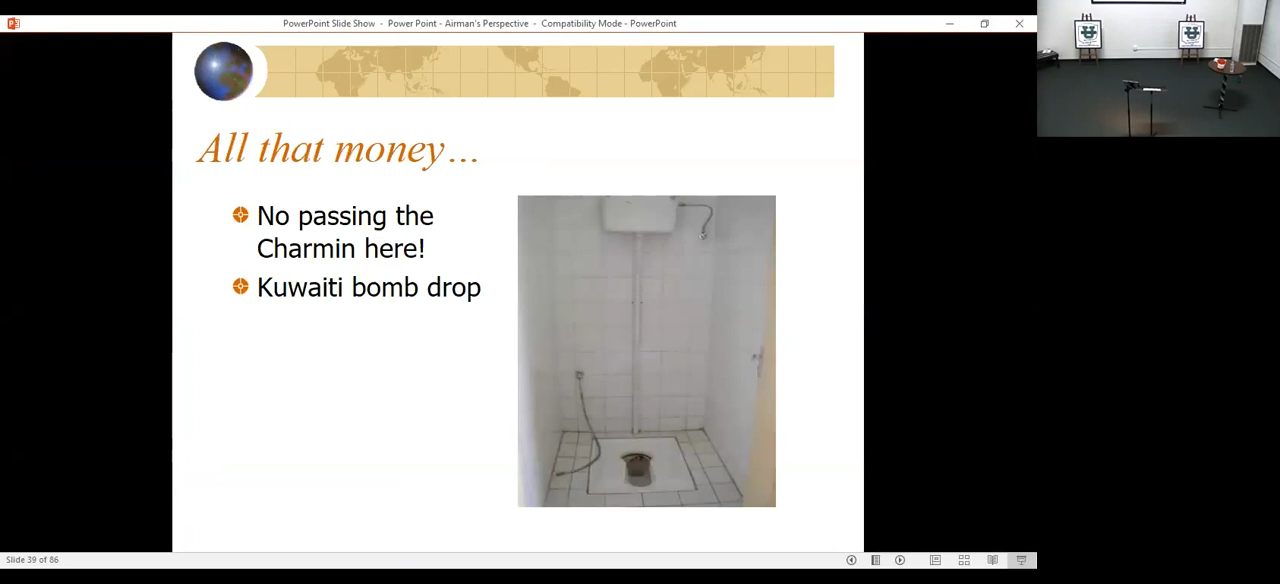 PowerPoint Slide Show - Power Point - Airman's Perspective - Compatibility Mode - PowerPoint
All that money...
No passing the
Charmin here!
Kuwaiti bomb drop
Slide 39 of 86